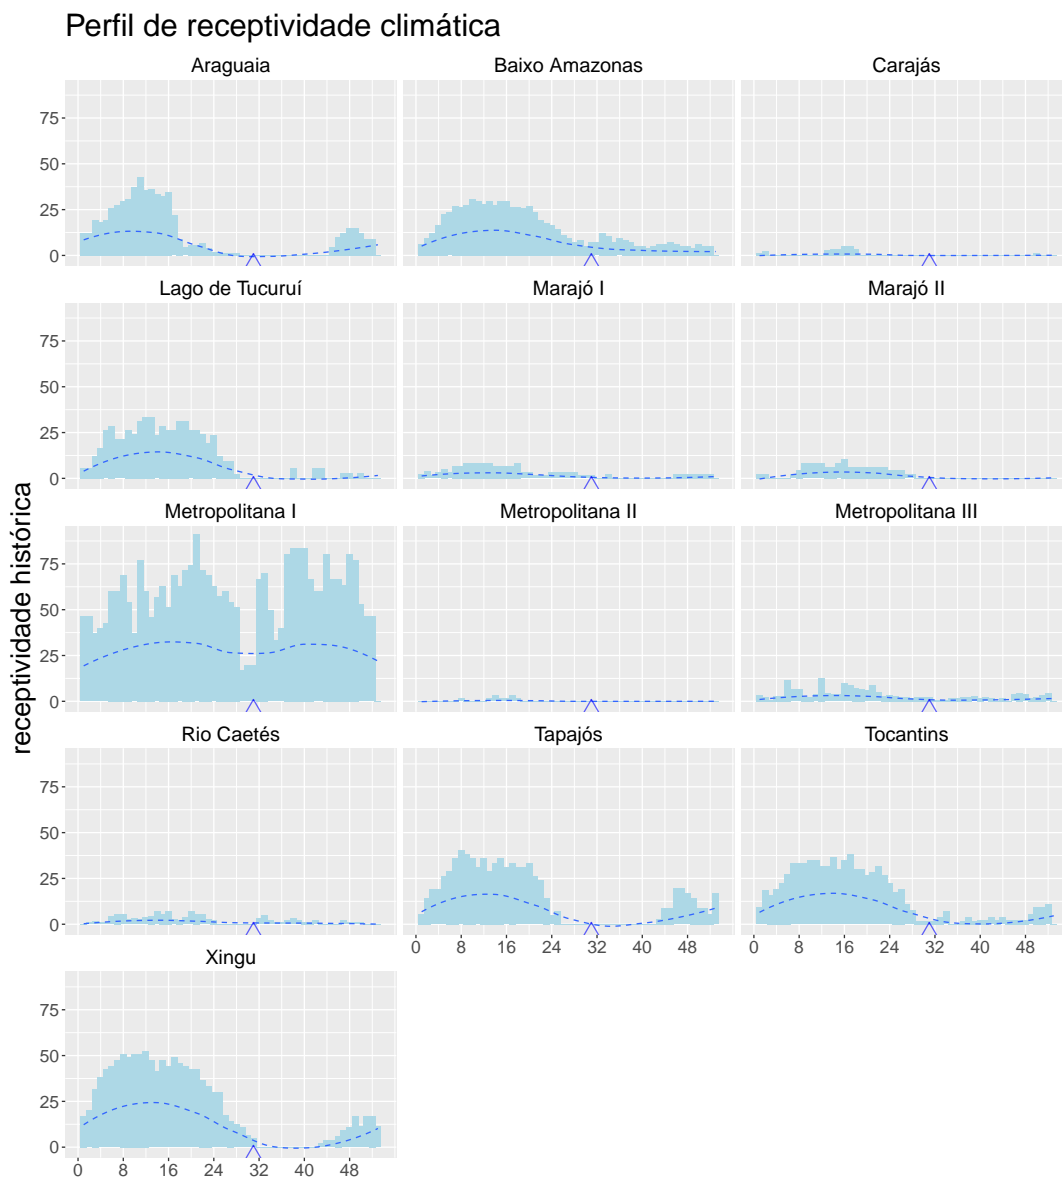 Perfil de receptividade climática
Araguaia
Baixo Amazonas
Carajás
75
50
25
0
Lago de Tucuruí
Marajó I
Marajó II
75
50
25
0
Metropolitana I
Metropolitana II
Metropolitana III
75
50
25
0
receptividade histórica
Rio Caetés
Tapajós
Tocantins
75
50
25
0
0 8 16 24 32 40 48
0 8 16 24 32 40 48
Xingu
75
50
25
0
0 8 16 24 32 40 48